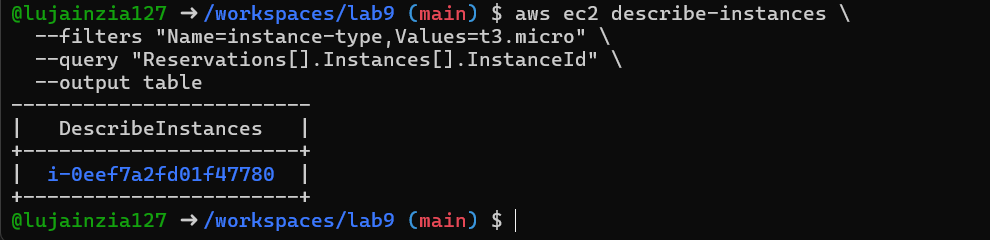 @lujainzia127 ➜ /workspaces/lab9 (main) $ aws ec2 describe-instances \
  --filters "Name=instance-type,Values=t3.micro" \
  --query "Reservations[].Instances[].InstanceId" \
  --output table
-------------------------
|   DescribeInstances   |
+-----------------------+
|  i-0eef7a2fd01f47780  |
+-----------------------+
@lujainzia127 ➜ /workspaces/lab9 (main) $